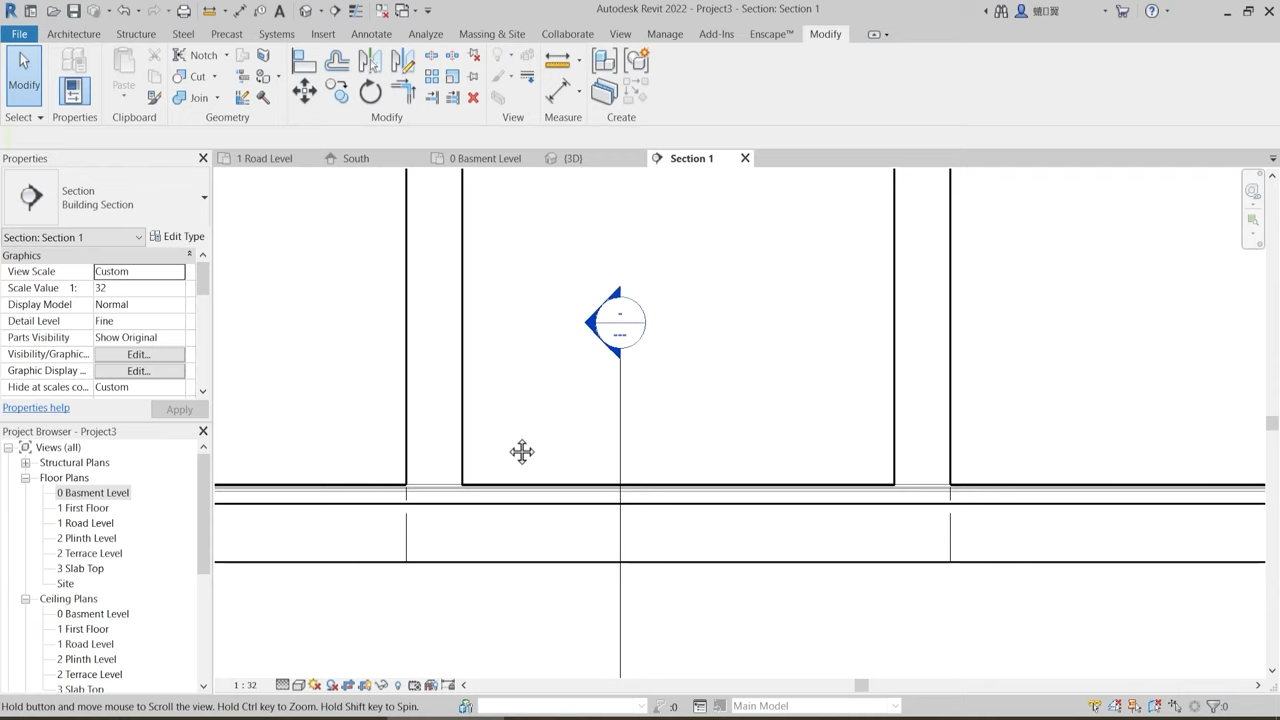 Autodesk Revit 2022 - Project3 - Section: Section 1
File Architecture Structure Steel Precast Systems Insert Annotate Analyze Massing & Site Collaborate View Manage Add-Ins Enscape™ Modify
Modify Paste Notch Cut Join
Select Properties Clipboard Geometry Modify View Measure Create
Properties
1 Road Level South 0 Basment Level {3D} Section 1
Section
Building Section
Section: Section 1 Edit Type
Graphics
View Scale Custom
Scale Value 1: 32
Display Model Normal
Detail Level Fine
Parts Visibility Show Original
Visibility/Graphic... Edit...
Graphic Display ... Edit...
Hide at scales co... Custom
Properties help Apply
Project Browser - Project3
Views (all)
Structural Plans
Floor Plans
0 Basment Level
1 First Floor
1 Road Level
2 Plinth Level
2 Terrace Level
3 Slab Top
Site
Ceiling Plans
0 Basment Level
1 First Floor
1 Road Level
2 Plinth Level
2 Terrace Level
3 Slab Top
-
---
1 : 32
Hold button and move mouse to Scroll the view. Hold Ctrl key to Zoom. Hold Shift key to Spin. :0 Main Model :0